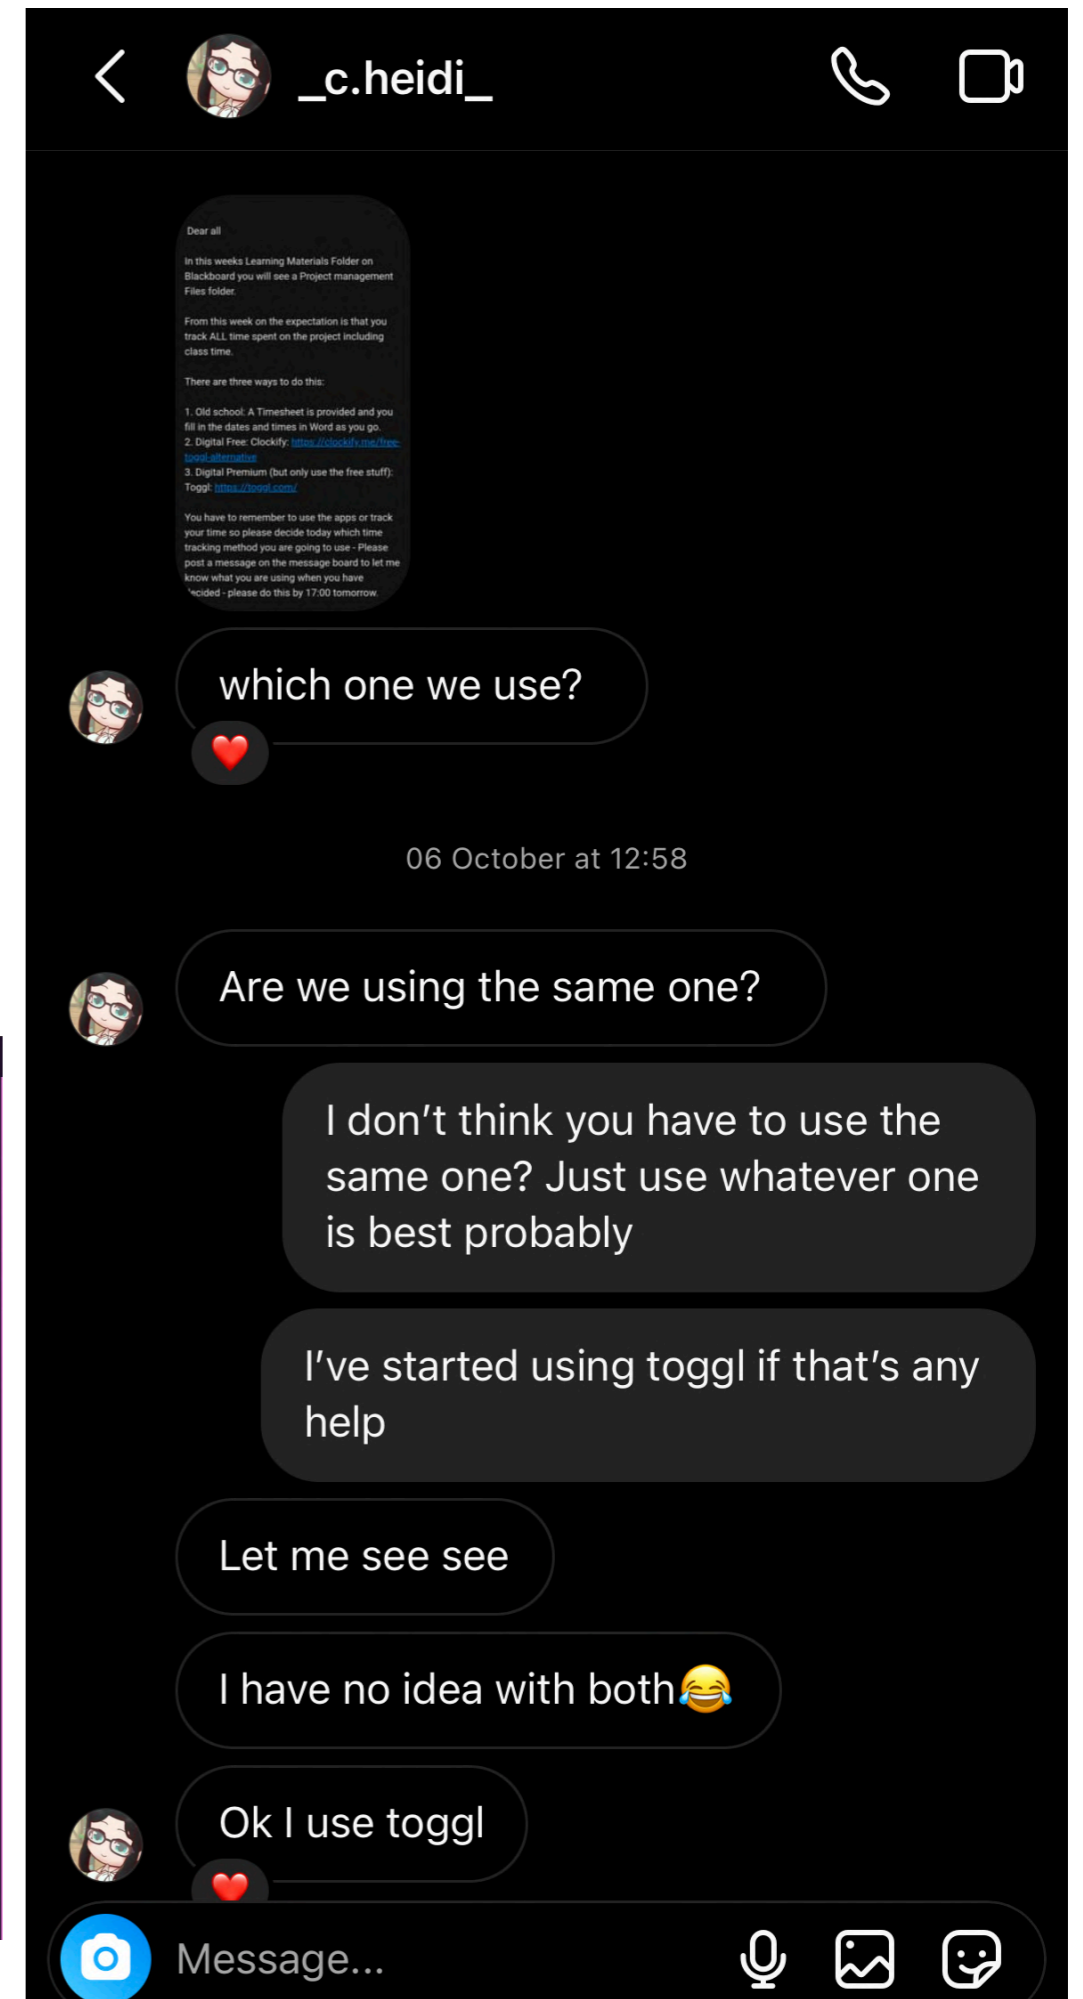 _c.heidi_
Dear all
In this weeks Learning Materials Folder on
Blackboard you will see a Project management
Files folder.
From this week on the expectation is that you
track ALL time spent on the project including
class time.
There are three ways to do this:
1. Old school: A Timesheet is provided and you
fill in the dates and times in Word as you go.
2. Digital Free: Clockify: https://clockify.me/free-
toggl-alternative
3. Digital Premium (but only use the free stuff):
Toggl: https://toggl.com/
You have to remember to use the apps or track
your time so please decide today which time
tracking method you are going to use - Please
post a message on the message board to let me
know what you are using when you have
decided - please do this by 17:00 tomorrow.
which one we use?
06 October at 12:58
Are we using the same one?
I don't think you have to use the
same one? Just use whatever one
is best probably
I've started using toggl if that's any
help
Let me see see
I have no idea with both😂
Ok I use toggl
Message...